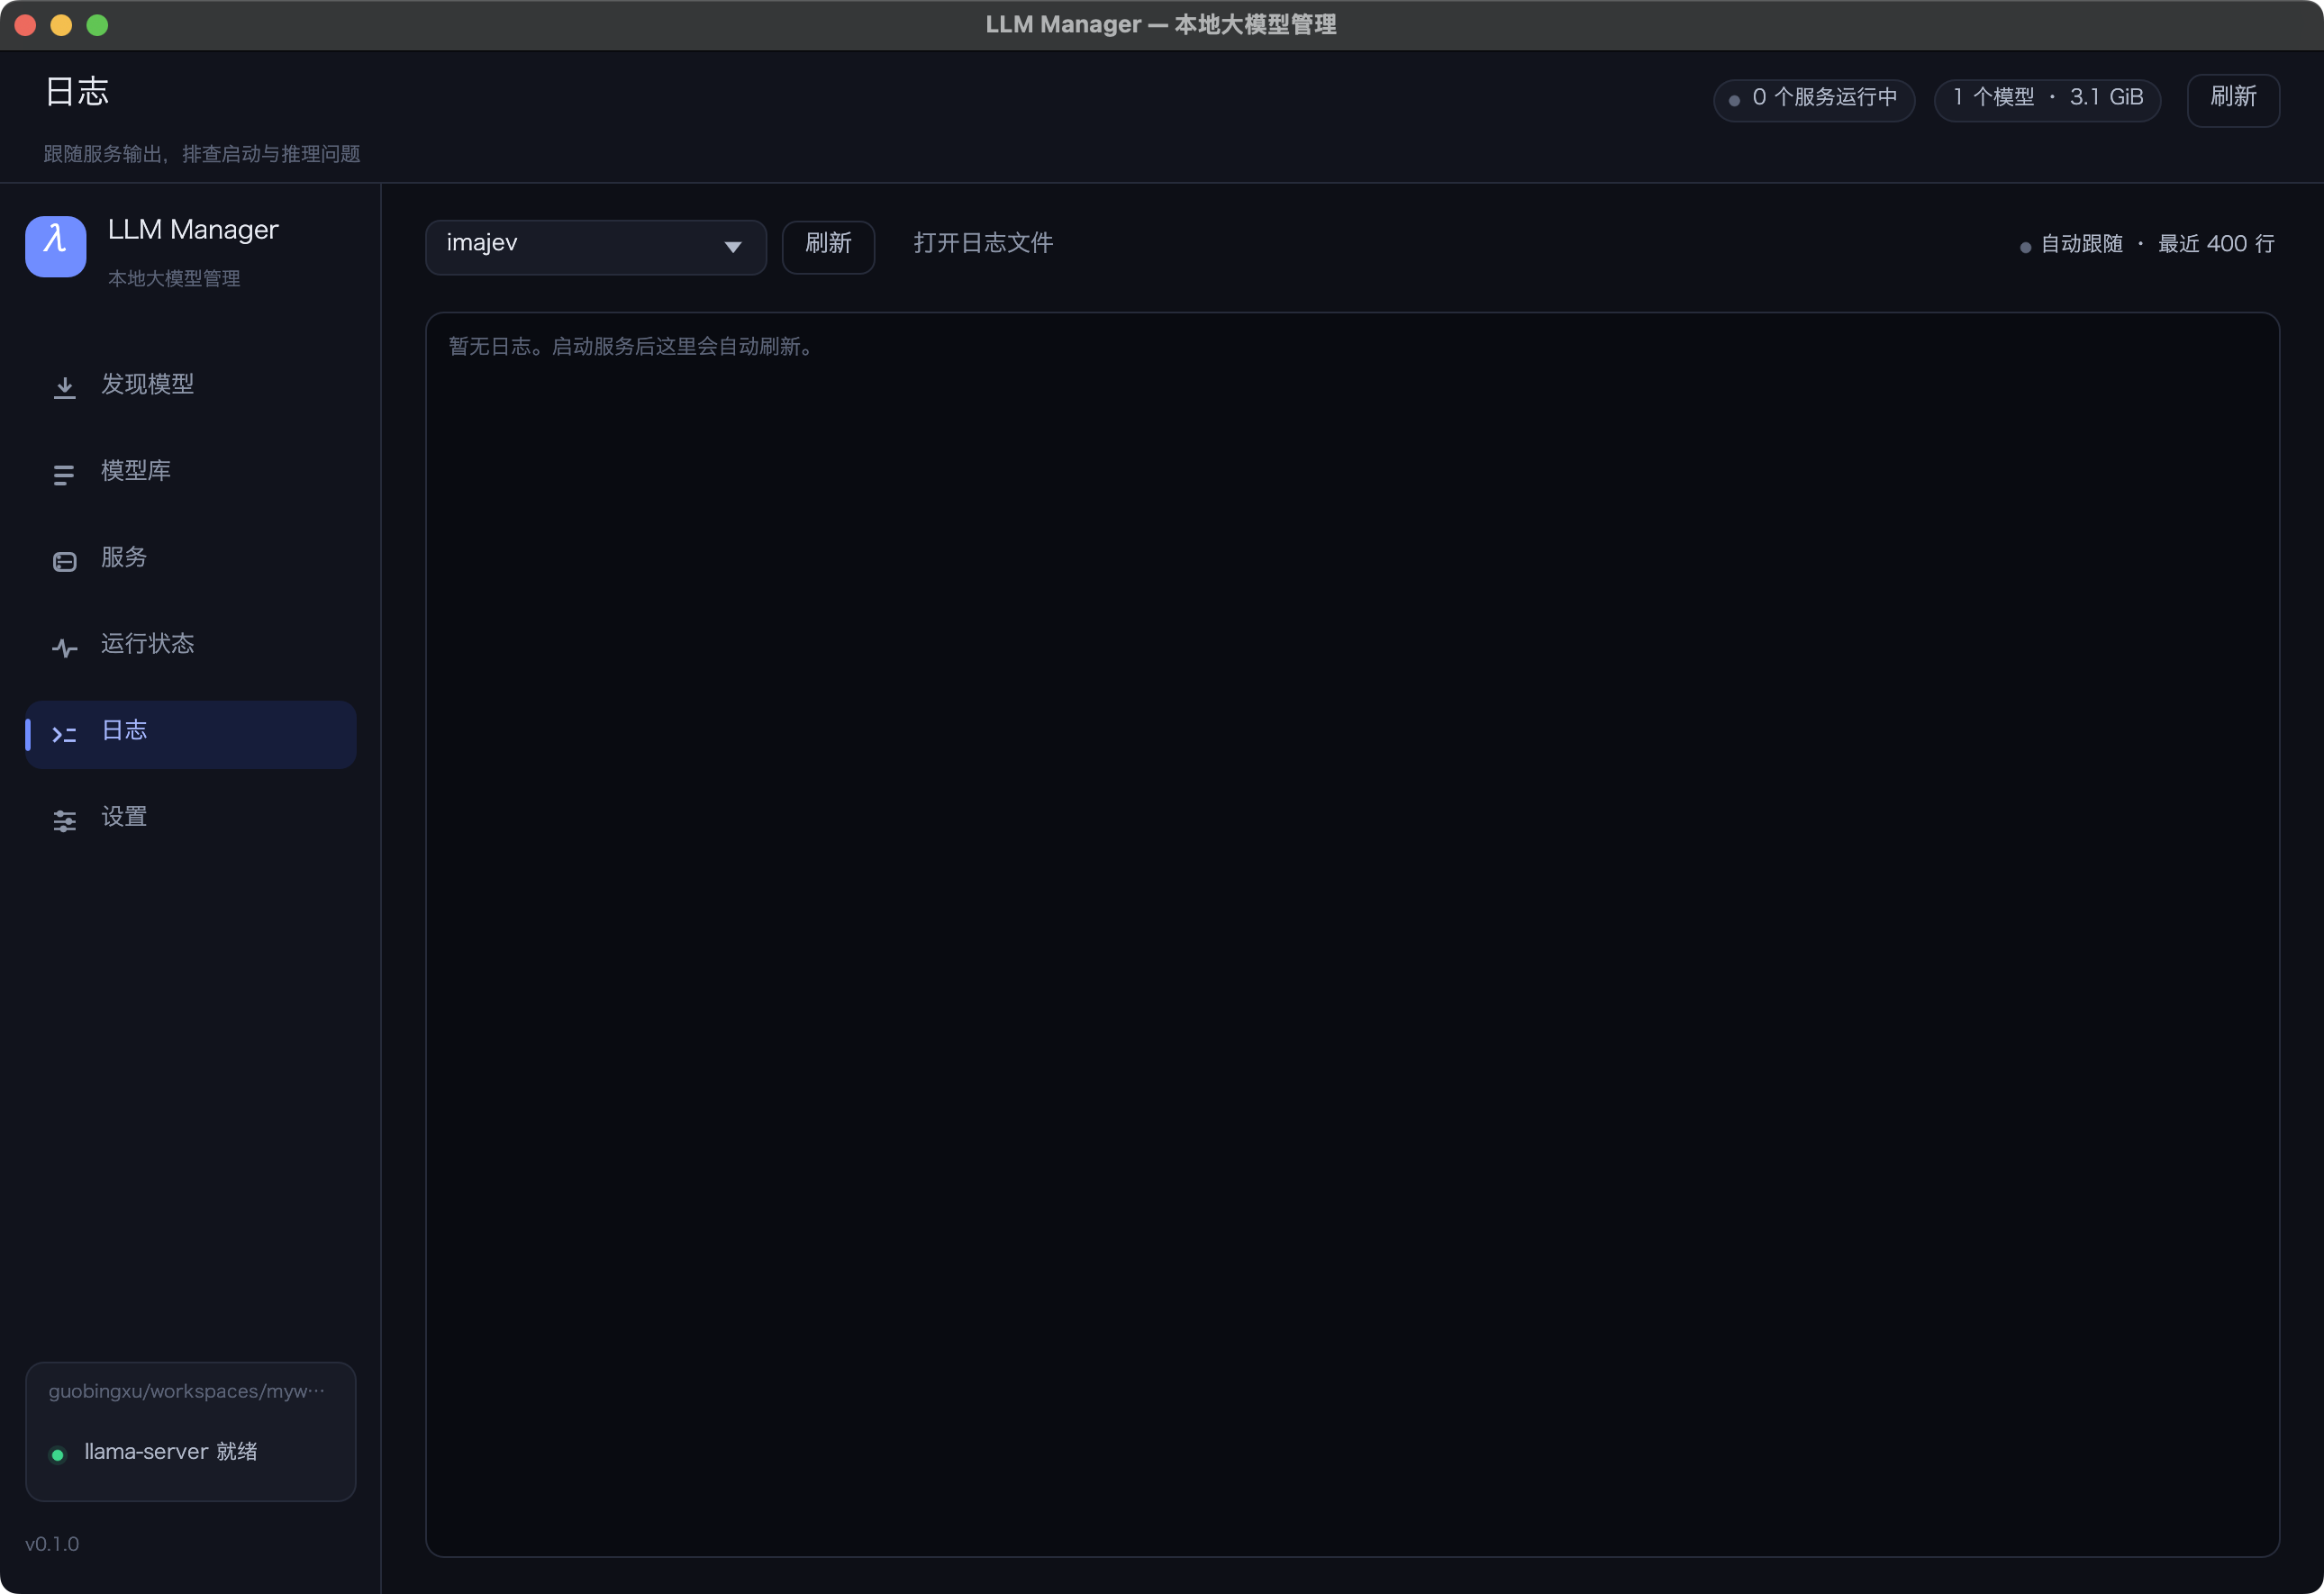 LLM Manager — 本地大模型管理
日志
0 个服务运行中
1 个模型 · 3.1 GiB
刷新
跟随服务输出，排查启动与推理问题
λ
LLM Manager
本地大模型管理
发现模型
模型库
服务
运行状态
日志
设置
guobingxu/workspaces/myw…
llama-server 就绪
v0.1.0
imajev
刷新
打开日志文件
自动跟随 · 最近 400 行
暂无日志。启动服务后这里会自动刷新。